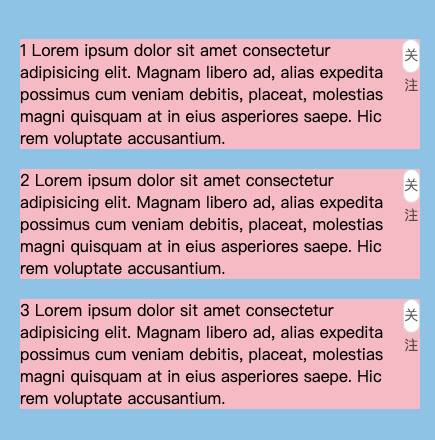 1 Lorem ipsum dolor sit amet consectetur
adipisicing elit. Magnam libero ad, alias expedita
possimus cum veniam debitis, placeat, molestias
magni quisquam at in eius asperiores saepe. Hic
rem voluptate accusantium.
关
注
2 Lorem ipsum dolor sit amet consectetur
adipisicing elit. Magnam libero ad, alias expedita
possimus cum veniam debitis, placeat, molestias
magni quisquam at in eius asperiores saepe. Hic
rem voluptate accusantium.
关
注
3 Lorem ipsum dolor sit amet consectetur
adipisicing elit. Magnam libero ad, alias expedita
possimus cum veniam debitis, placeat, molestias
magni quisquam at in eius asperiores saepe. Hic
rem voluptate accusantium.
关
注